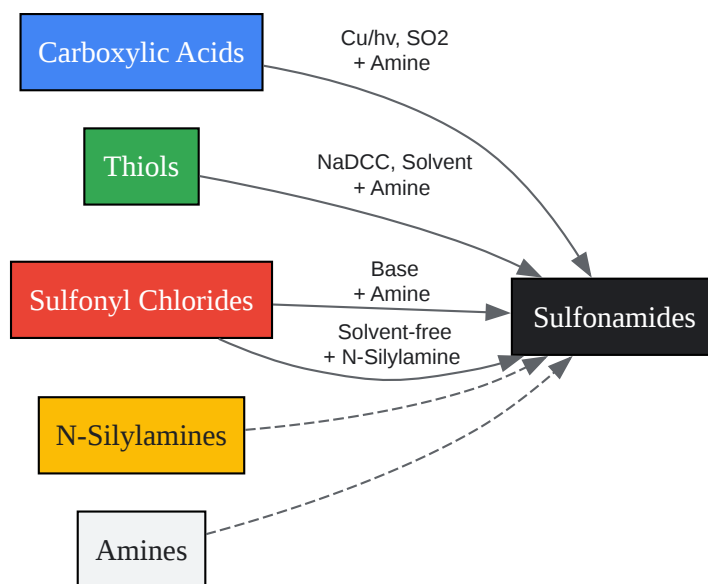 Carboxylic Acids
Cu/hv, SO2
+ Amine
Thiols
NaDCC, Solvent
+ Amine
Sulfonyl Chlorides
Base
+ Amine
Sulfonamides
Solvent-free
+ N-Silylamine
N-Silylamines
Amines